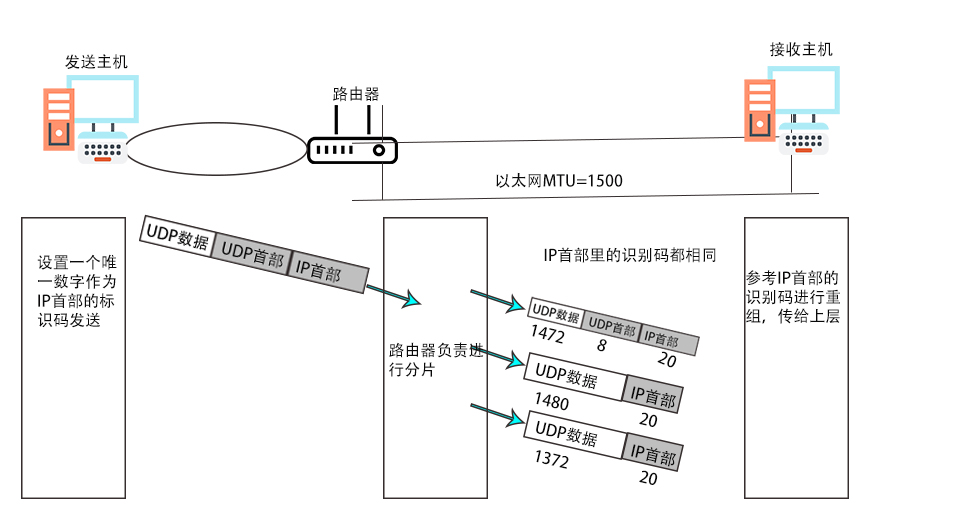 发送主机
接收主机
路由器
以太网MTU=1500
设置一个唯
一数字作为
IP首部的标
识码发送
UDP数据
UDP首部
IP首部
路由器负责进
行分片
IP首部里的识别码都相同
UDP数据
UDP首部
IP首部
1472
8
20
UDP数据
IP首部
1480
20
UDP数据
IP首部
1372
20
参考IP首部的
识别码进行重
组，传给上层